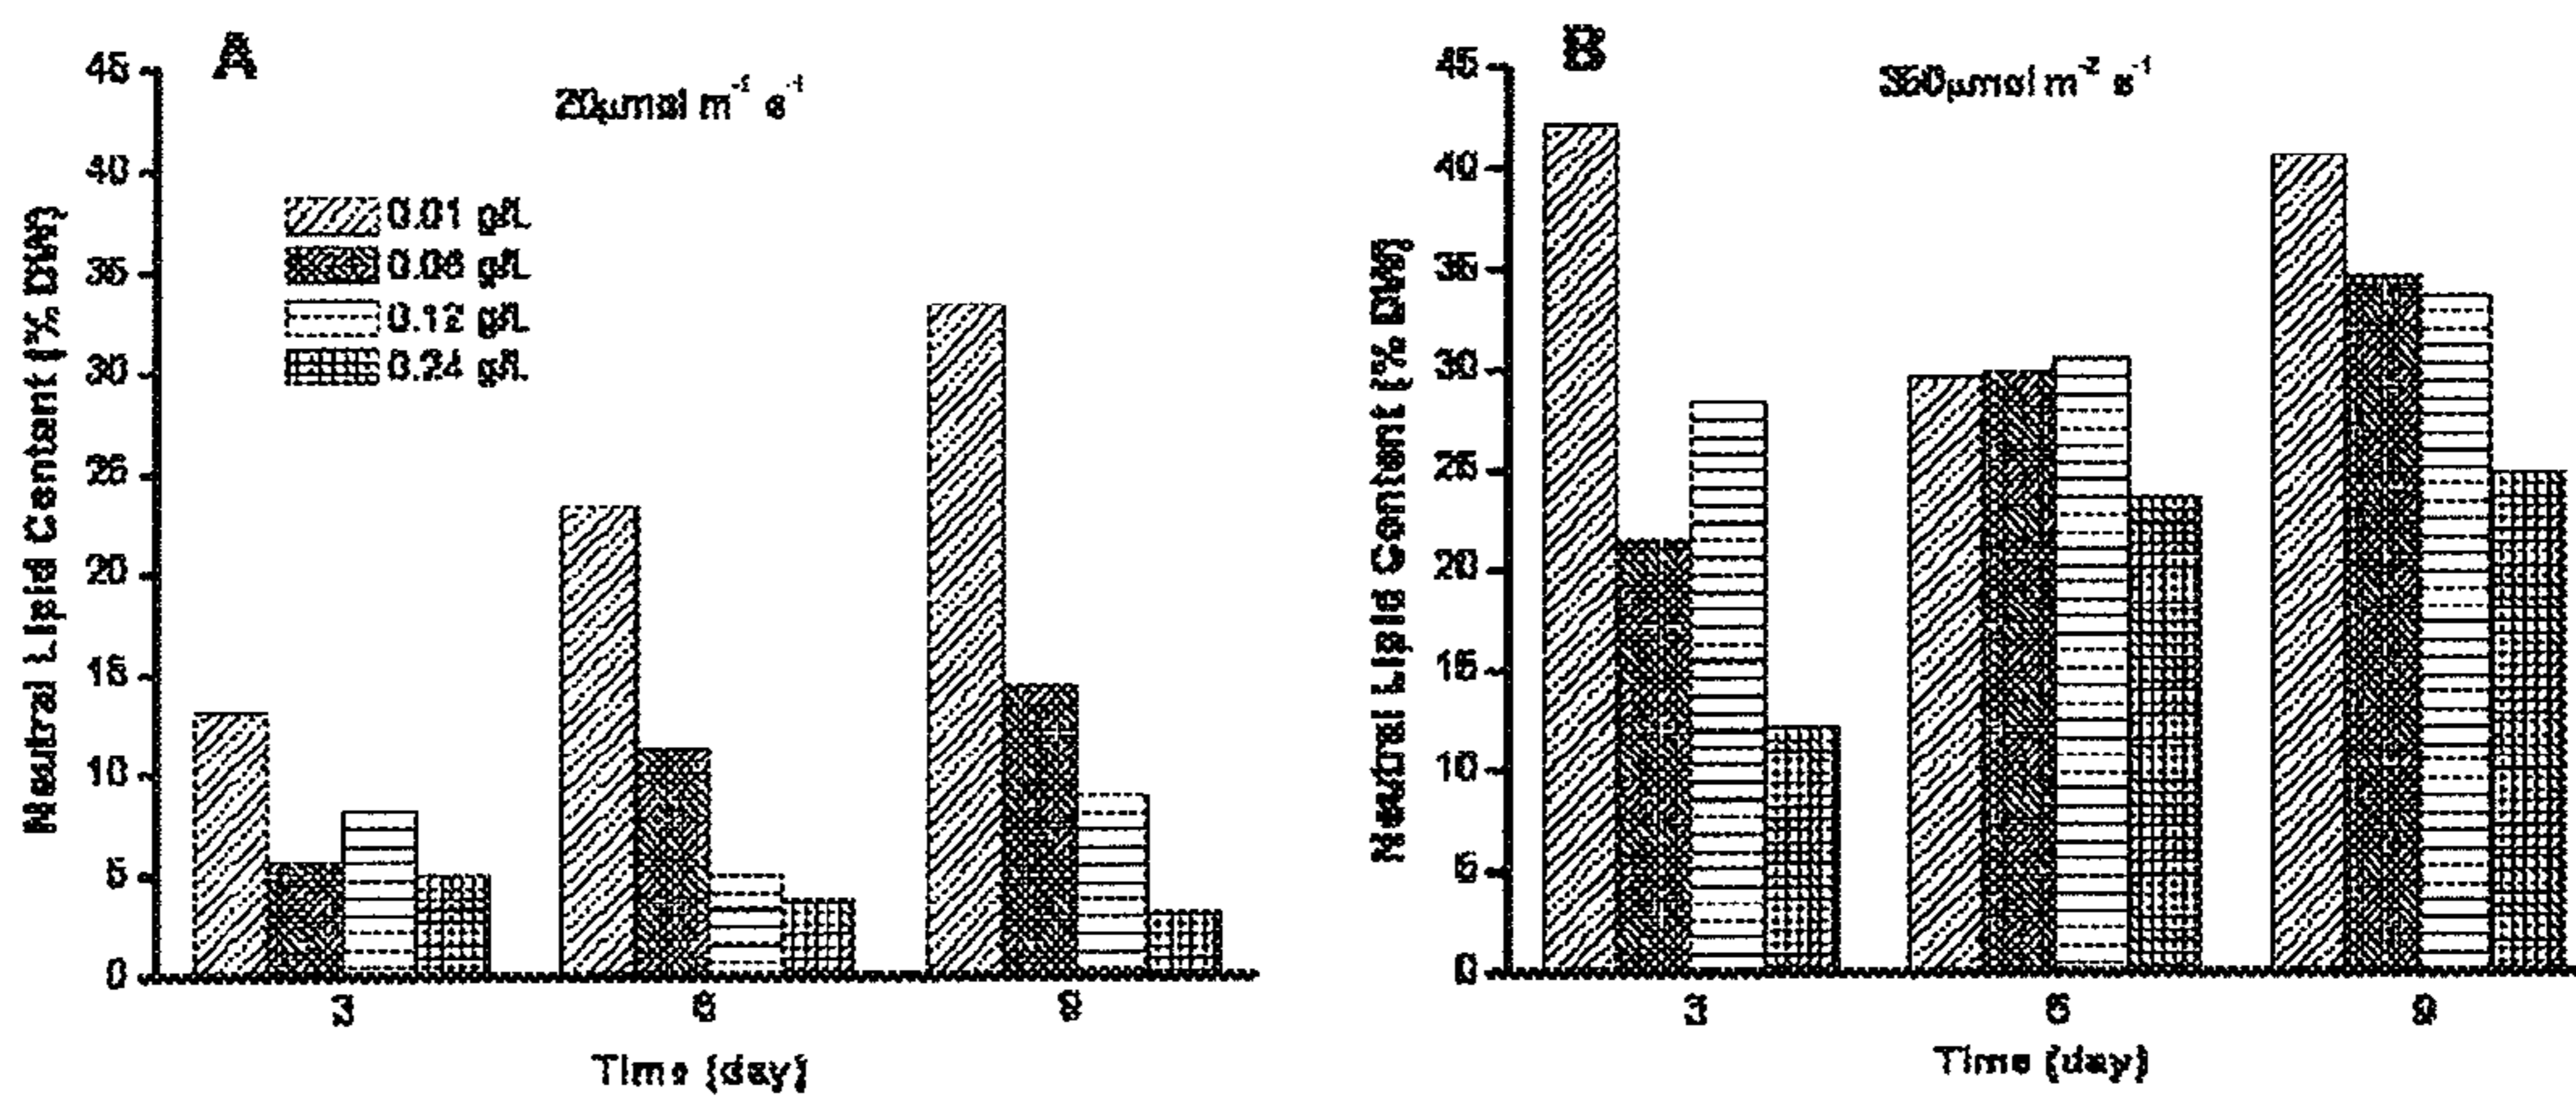 A
20μmol m⁻² s⁻¹
45
40
35
30
25
20
15
10
5
0
Neutral Lipid Content (% DW)
0.01 g/L
0.06 g/L
0.12 g/L
0.24 g/L
3
6
9
Time (day)
B
350μmol m⁻² s⁻¹
45
40
35
30
25
20
15
10
5
0
Neutral Lipid Content (% DW)
3
6
9
Time (day)